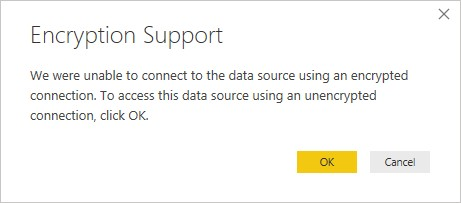 Encryption Support
We were unable to connect to the data source using an encrypted
connection. To access this data source using an unencrypted
connection, click OK.
OK Cancel